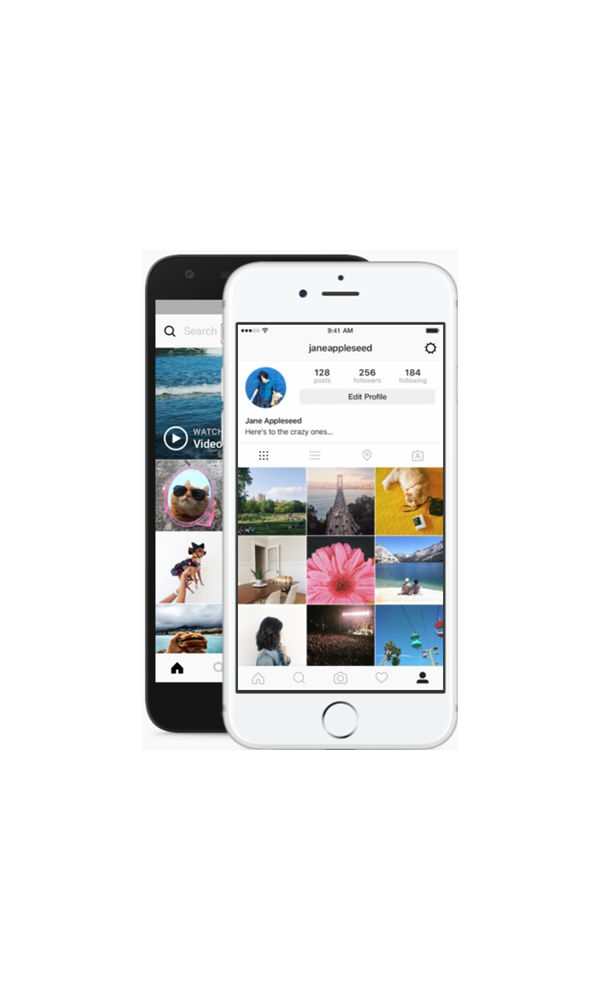 Search
WATCH
Video
9:41 AM
janeappleseed
128
posts
256
followers
184
following
Edit Profile
Jane Appleseed
Here's to the crazy ones...